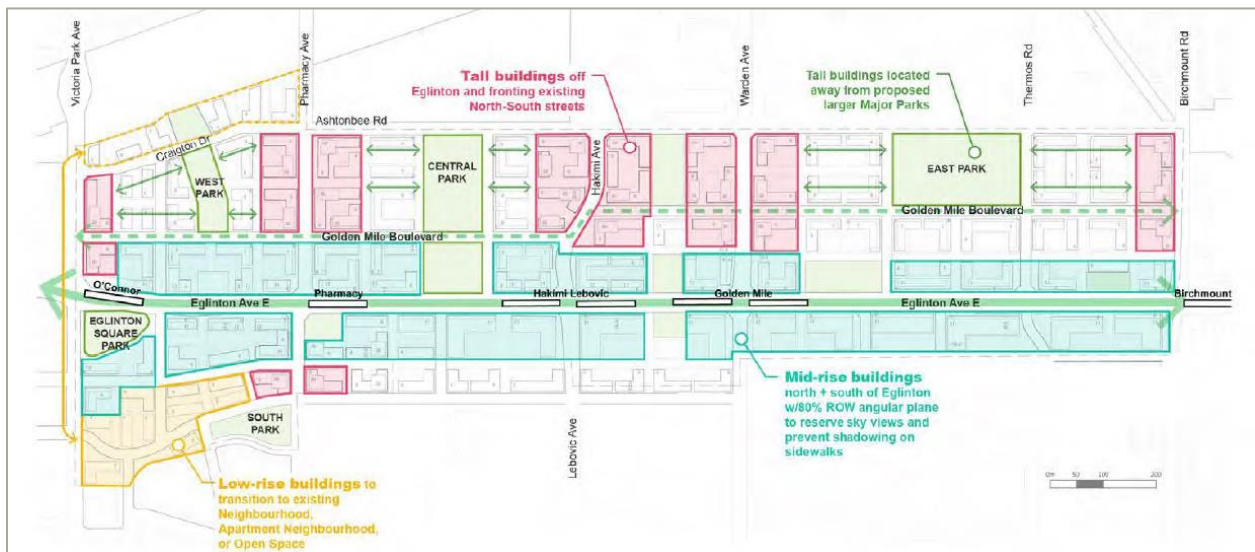 Victoria Park Ave
Pharmacy Ave
Warden Ave
Thermos Rd
Birchmount Rd
Tall buildings off
Eglinton and fronting existing
North-South streets
Tall buildings located
away from proposed
larger Major Parks
Ashtonbee Rd
Craigton Dr
WEST
PARK
CENTRAL
PARK
Hakimi Ave
EAST PARK
Golden Mile Boulevard
Golden Mile Boulevard
O'Connor
Eglinton Ave E
Pharmacy
Hakimi Lebovic
Golden Mile
Eglinton Ave E
Birchmount
EGLINTON
SQUARE
PARK
SOUTH
PARK
Lebovic Ave
Mid-rise buildings
north + south of Eglinton
w/80% ROW angular plane
to reserve sky views and
prevent shadowing on
sidewalks
Low-rise buildings to
transition to existing
Neighbourhood,
Apartment Neighbourhood,
or Open Space
0m 50 100 200